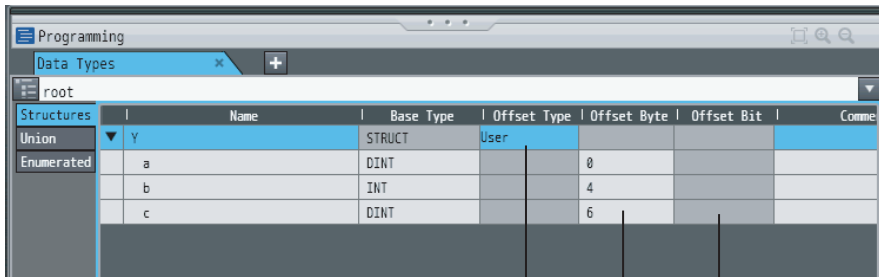 Programming
Data Types × +
root
Structures Name Base Type Offset Type Offset Byte Offset Bit Comme
Union ▼ Y STRUCT User
Enumerated a DINT 0
b INT 4
c DINT 6